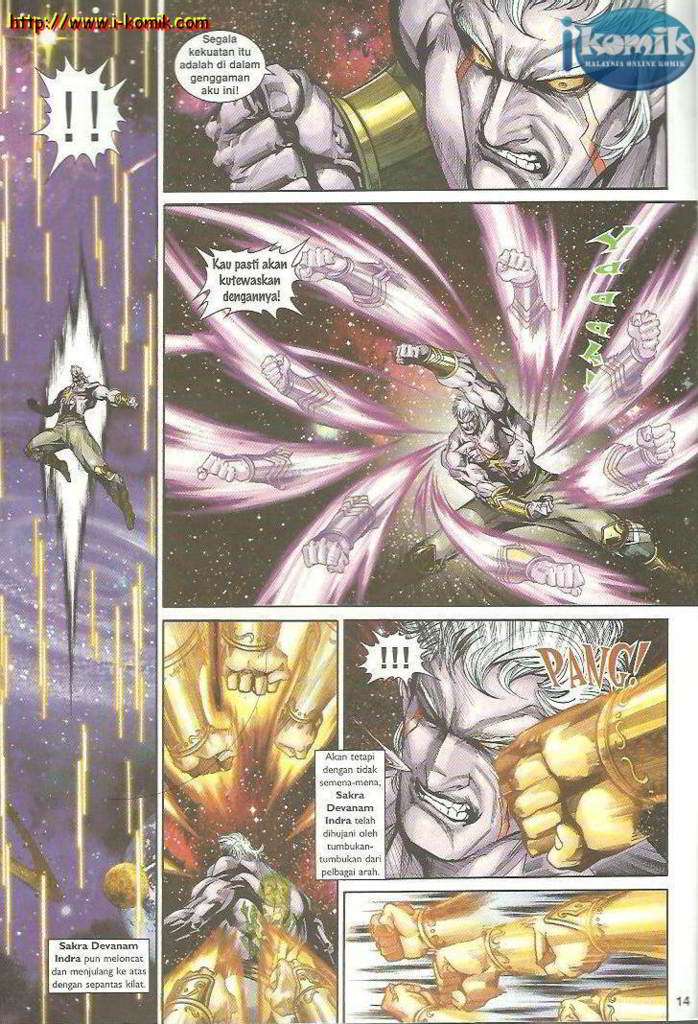 http://www.i-komik.com
ikomik
MALAYSIA ONLINE KOMIK
!!
Segala
kekuatan itu
adalah di dalam
genggaman
aku ini!
Kau pasti akan
kutewaskan
dengannya!
Yaaaah
!!!
PANG!
Akan tetapi
dengan tidak
semena-mena,
Sakra
Devanam
Indra telah
dihujani oleh
tumbukan-
tumbukan dari
pelbagai arah.
Sakra Devanam
Indra pun meloncat
dan menjulang ke atas
dengan sepantas kilat.
14